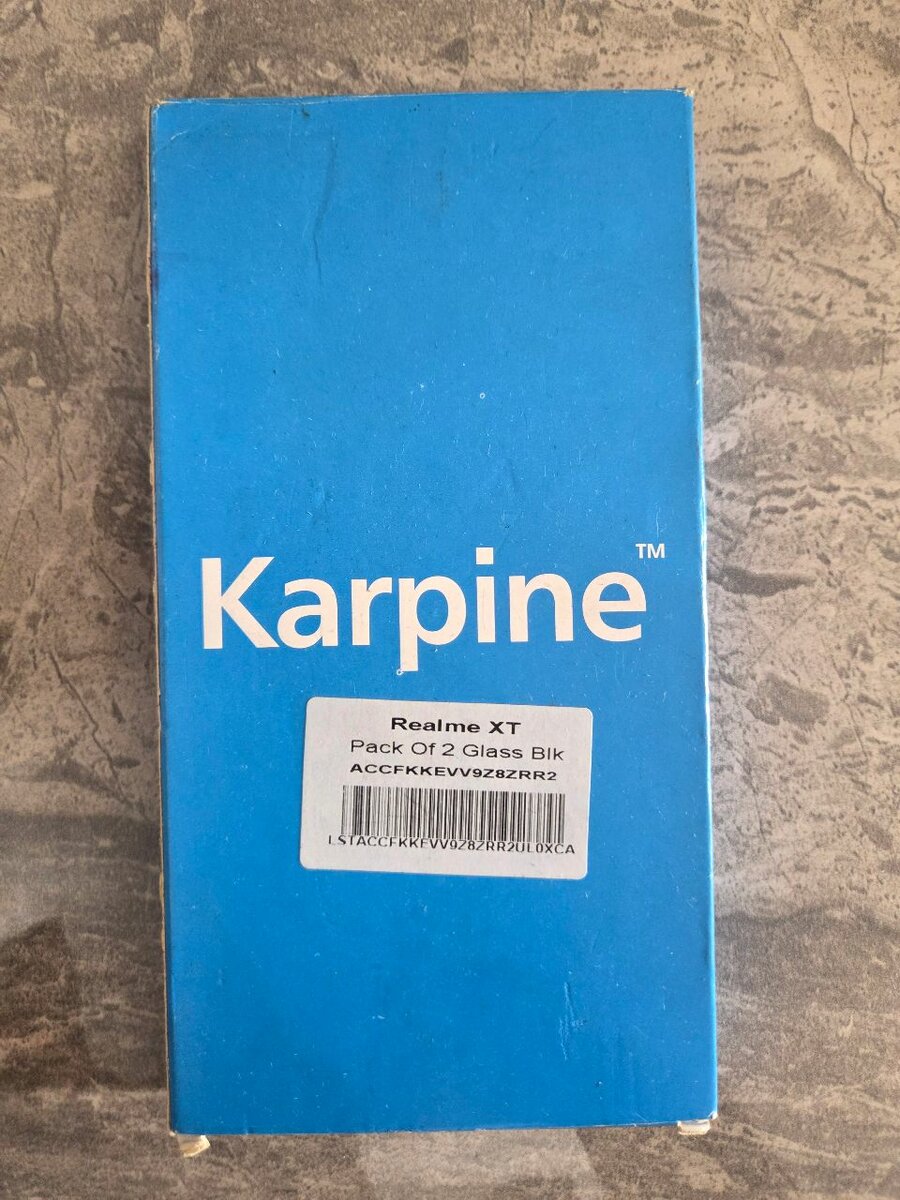 Karpine™
Realme XT
Pack Of 2 Glass Blk
ACCFKKEVV9Z8ZRR2
LSTACCFKKEVV9Z8ZRR2UL0XCA